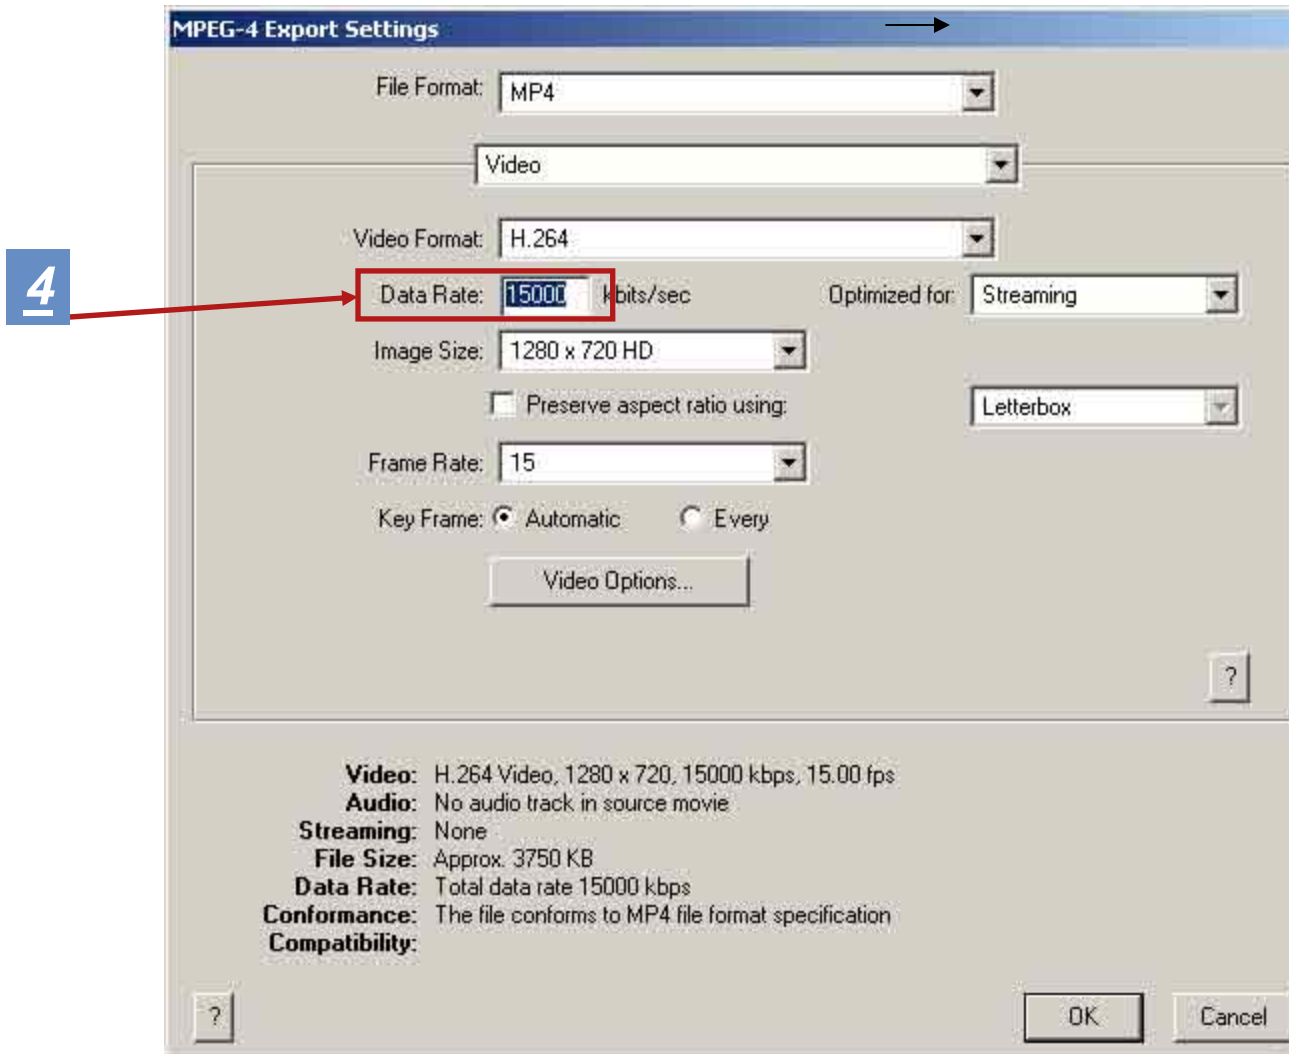 MPEG-4 Export Settings
File Format: MP4
Video
Video Format: H.264
4
Data Rate: 15000 kbits/sec Optimized for: Streaming
Image Size: 1280 x 720 HD
Preserve aspect ratio using: Letterbox
Frame Rate: 15
Key Frame: Automatic Every
Video Options...
?
Video: H.264 Video, 1280 x 720, 15000 kbps, 15.00 fps
Audio: No audio track in source movie
Streaming: None
File Size: Approx. 3750 KB
Data Rate: Total data rate 15000 kbps
Conformance: The file conforms to MP4 file format specification
Compatibility:
? OK Cancel